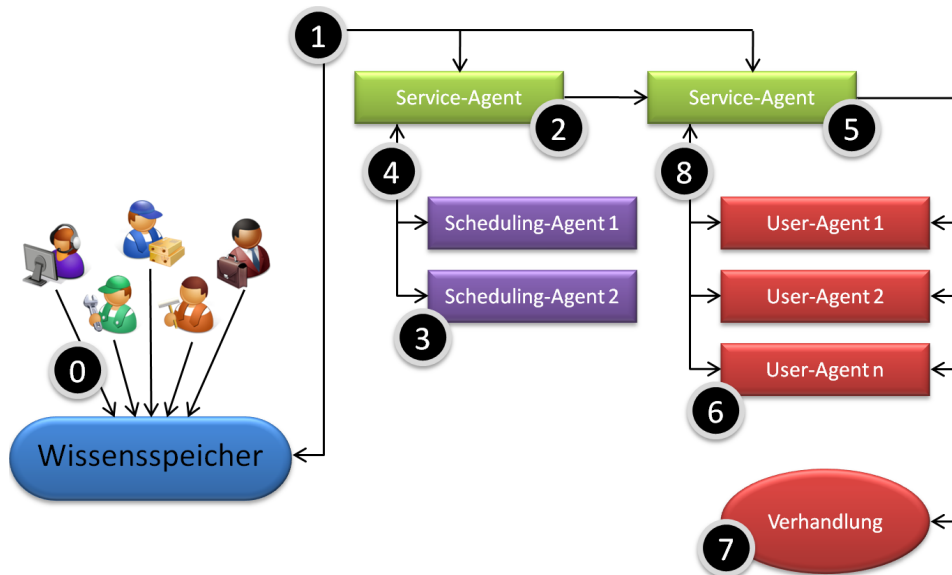 1
Service-Agent
Service-Agent
2
5
4
8
Scheduling-Agent 1
User-Agent 1
Scheduling-Agent 2
User-Agent 2
3
0
User-Agent n
6
Wissensspeicher
Verhandlung
7